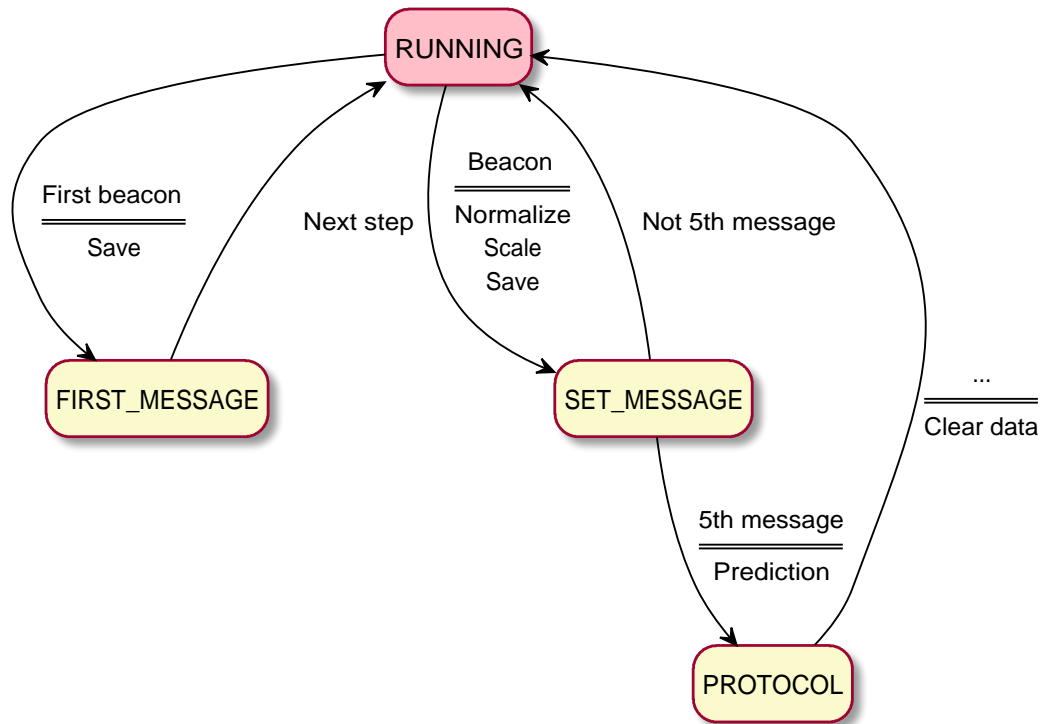 RUNNING
First beacon
Save
Next step
Beacon
Normalize
Scale
Save
Not 5th message
FIRST_MESSAGE
SET_MESSAGE
...
Clear data
5th message
Prediction
PROTOCOL